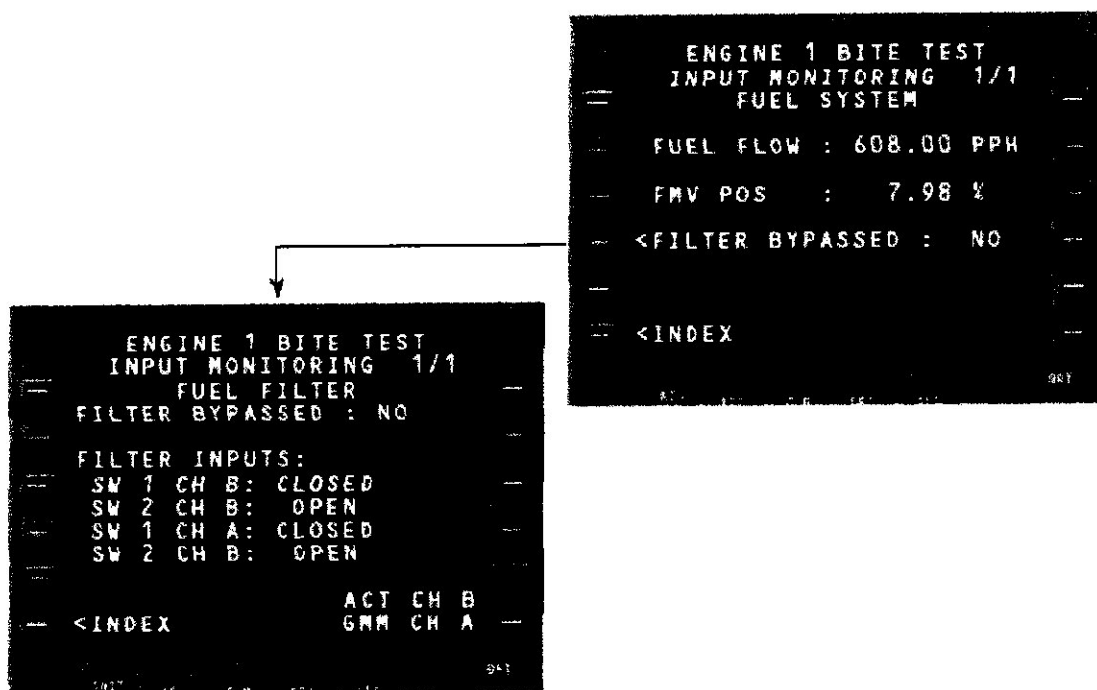 ENGINE 1 BITE TEST
INPUT MONITORING 1/1
FUEL SYSTEM
FUEL FLOW : 608.00 PPH
FMV POS : 7.98 %
<FILTER BYPASSED : NO
<INDEX
ENGINE 1 BITE TEST
INPUT MONITORING 1/1
FUEL FILTER
FILTER BYPASSED : NO
FILTER INPUTS:
SW 1 CH B: CLOSED
SW 2 CH B: OPEN
SW 1 CH A: CLOSED
SW 2 CH B: OPEN
ACT CH B
<INDEX GMM CH A